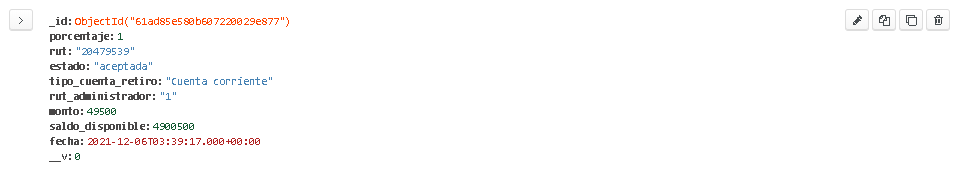 _id: ObjectId("61ad85e580b607220029e877")
porcentaje: 1
rut: "20479539"
estado: "aceptada"
tipo_cuenta_retiro: "Cuenta corriente"
rut_administrador: "1"
monto: 49500
saldo_disponible: 4900500
fecha: 2021-12-06T03:39:17.000+00:00
__v: 0